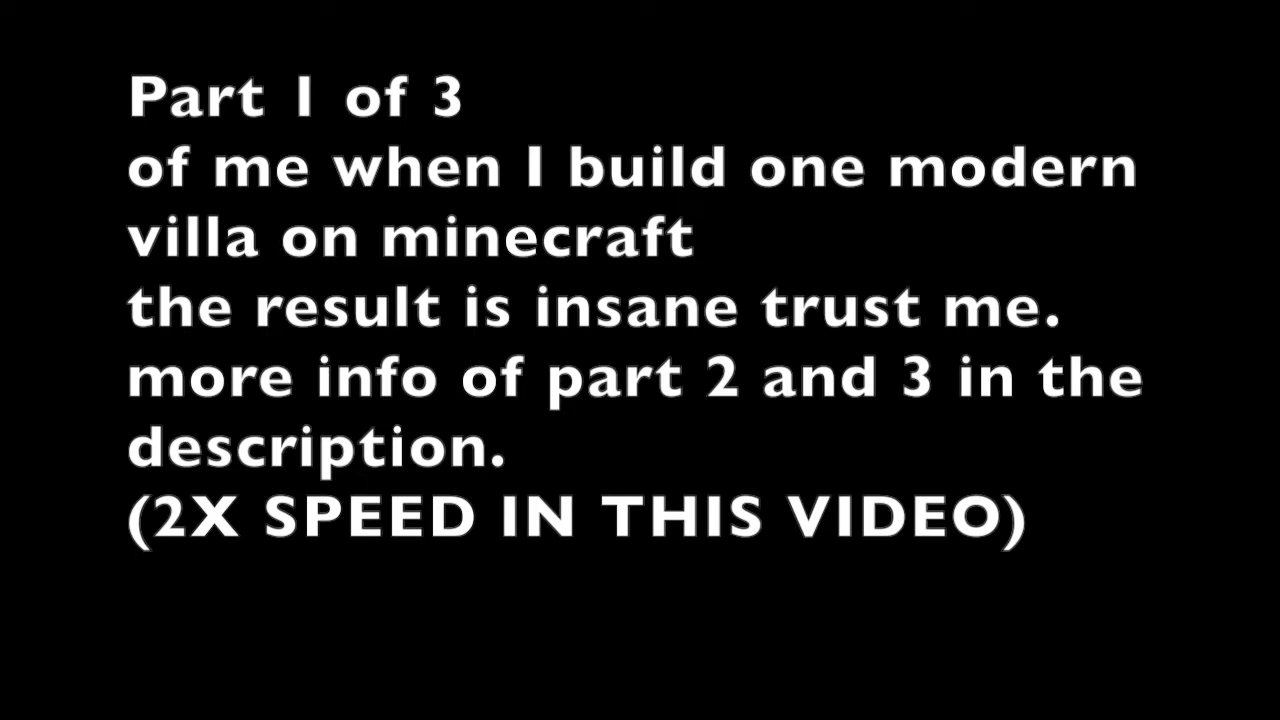 Part 1 of 3
of me when I build one modern
villa on minecraft
the result is insane trust me.
more info of part 2 and 3 in the
description.
(2X SPEED IN THIS VIDEO)